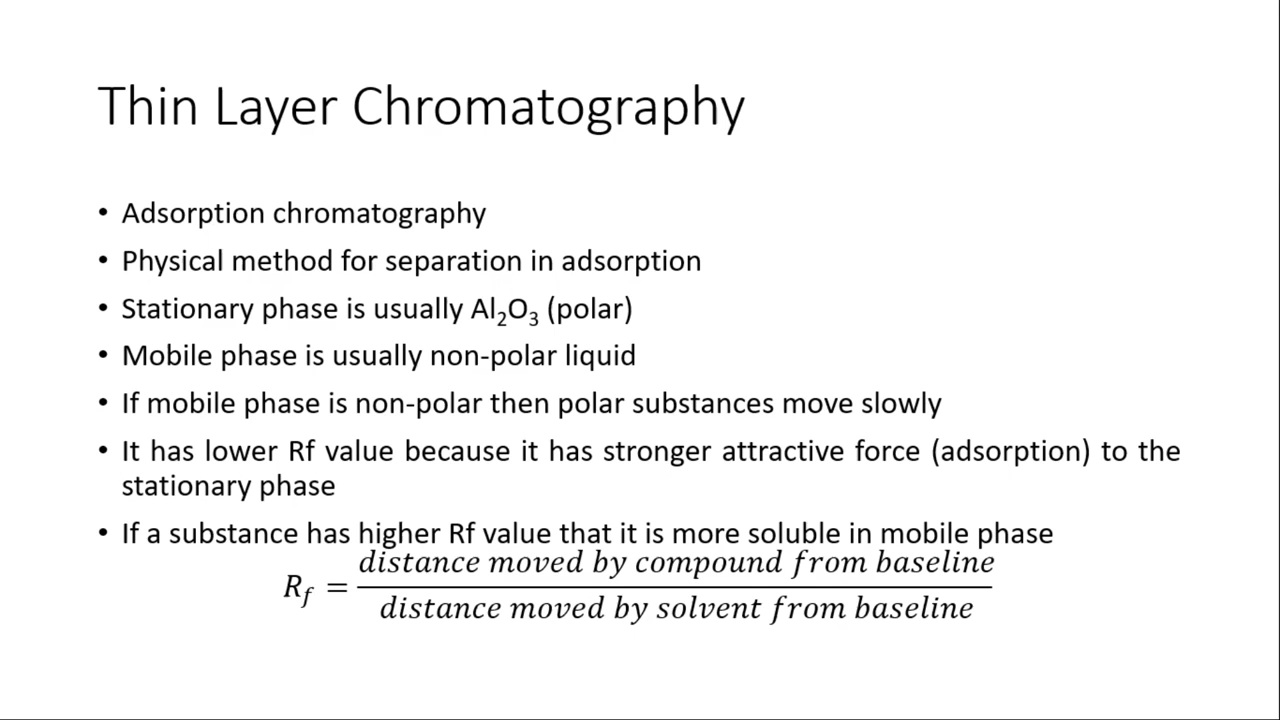 Thin Layer Chromatography
• Adsorption chromatography
• Physical method for separation in adsorption
• Stationary phase is usually Al₂O₃ (polar)
• Mobile phase is usually non-polar liquid
• If mobile phase is non-polar then polar substances move slowly
• It has lower Rf value because it has stronger attractive force (adsorption) to the
stationary phase
• If a substance has higher Rf value that it is more soluble in mobile phase
distance moved by compound from baseline
R_f =
distance moved by solvent from baseline